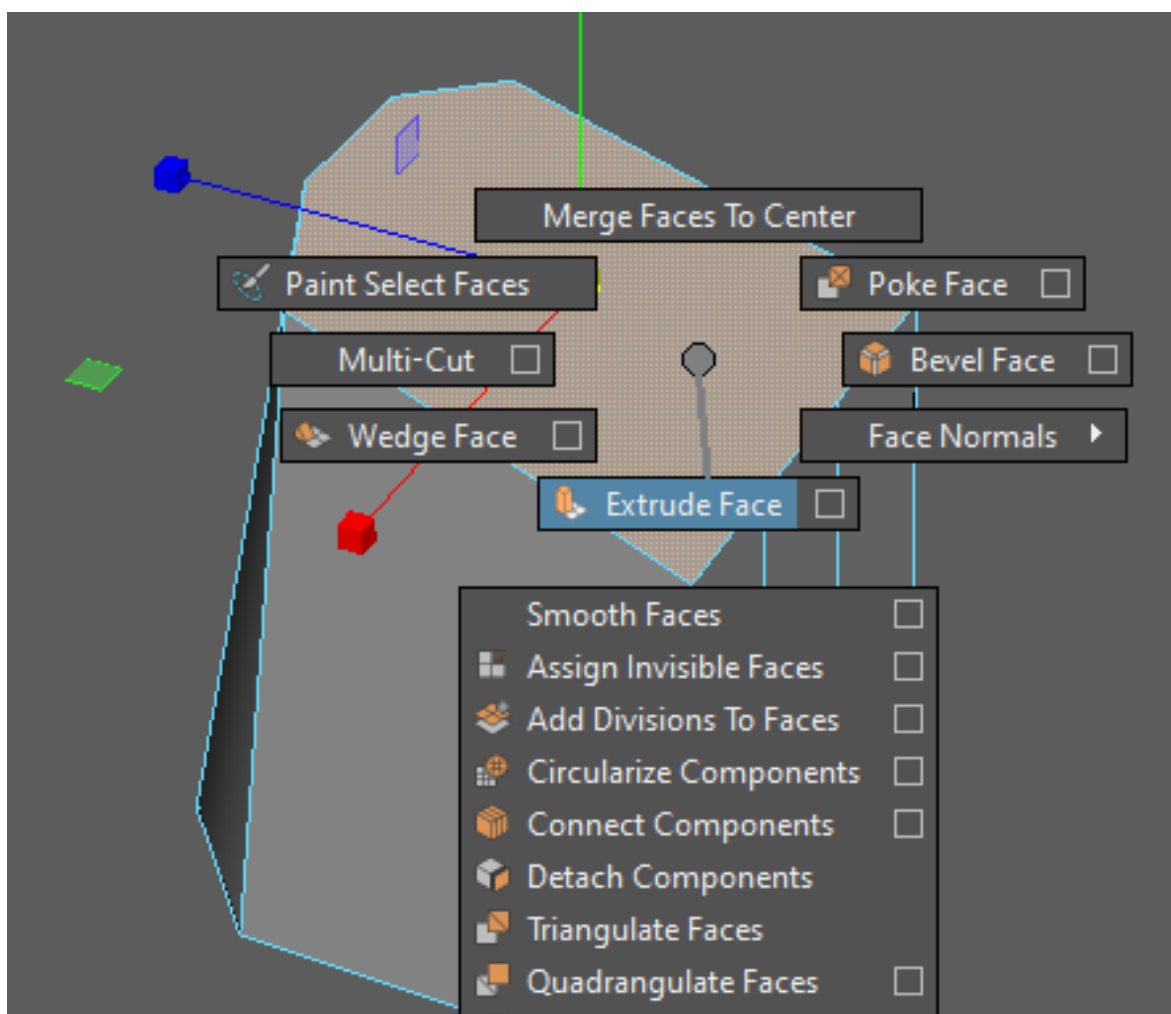 Merge Faces To Center
Paint Select Faces
Poke Face
Multi-Cut
Bevel Face
Wedge Face
Face Normals
Extrude Face
Smooth Faces
Assign Invisible Faces
Add Divisions To Faces
Circularize Components
Connect Components
Detach Components
Triangulate Faces
Quadrangulate Faces